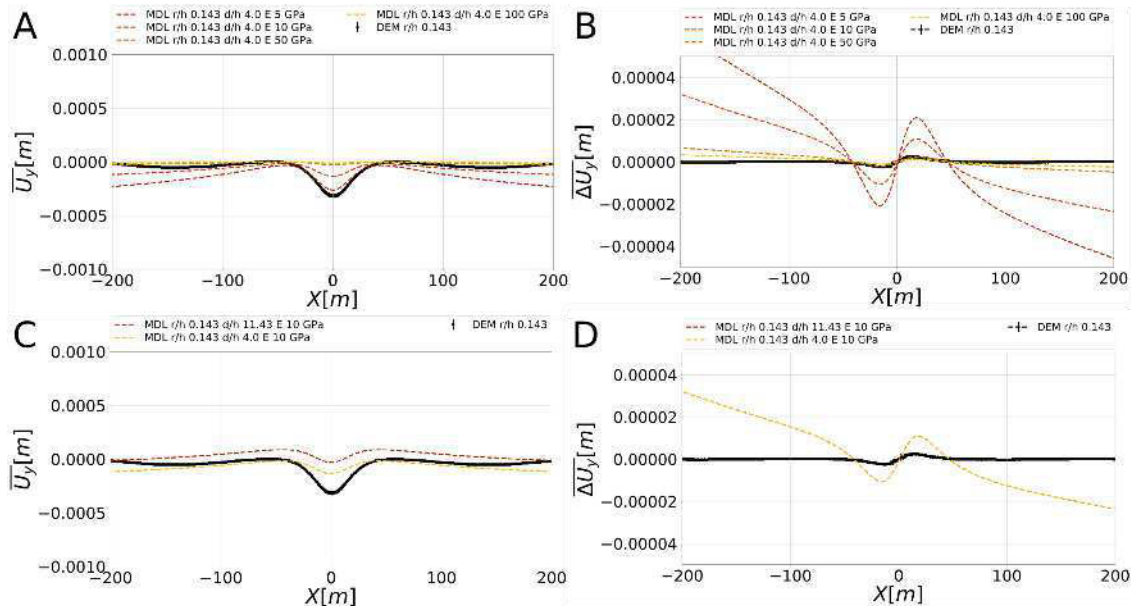 A
MDL r/h 0.143 d/h 4.0 E 5 GPa
MDL r/h 0.143 d/h 4.0 E 10 GPa
MDL r/h 0.143 d/h 4.0 E 50 GPa
MDL r/h 0.143 d/h 4.0 E 100 GPa
DEM r/h 0.143
0.0010
0.0005
0.0000
−0.0005
−0.0010
U_y[m]
−200 −100 0 100 200
X[m]
B
MDL r/h 0.143 d/h 4.0 E 5 GPa
MDL r/h 0.143 d/h 4.0 E 10 GPa
MDL r/h 0.143 d/h 4.0 E 50 GPa
MDL r/h 0.143 d/h 4.0 E 100 GPa
DEM r/h 0.143
0.00004
0.00002
0.00000
−0.00002
−0.00004
ΔU_y[m]
−200 −100 0 100 200
X[m]
C
MDL r/h 0.143 d/h 11.43 E 10 GPa
MDL r/h 0.143 d/h 4.0 E 10 GPa
DEM r/h 0.143
0.0010
0.0005
0.0000
−0.0005
−0.0010
U_y[m]
−200 −100 0 100 200
X[m]
D
MDL r/h 0.143 d/h 11.43 E 10 GPa
MDL r/h 0.143 d/h 4.0 E 10 GPa
DEM r/h 0.143
0.00004
0.00002
0.00000
−0.00002
−0.00004
ΔU_y[m]
−200 −100 0 100 200
X[m]